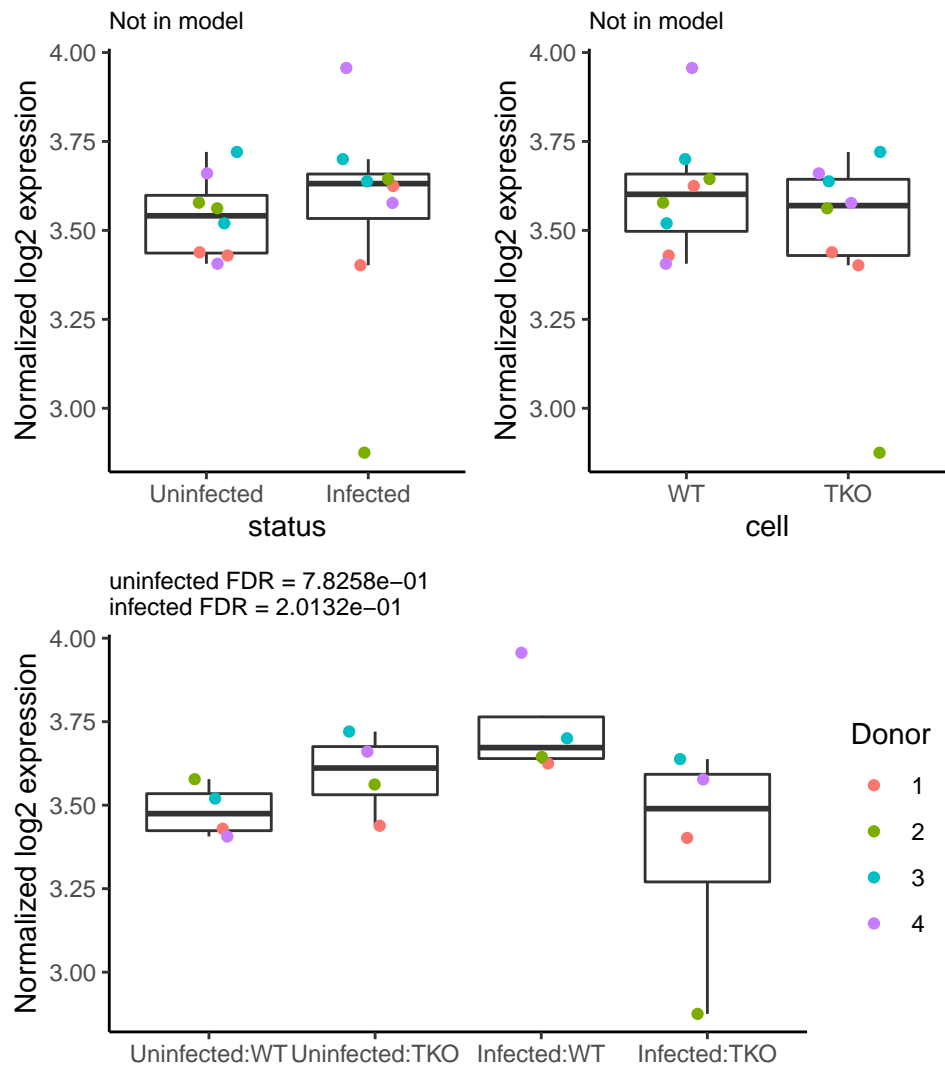 Not in model
Normalized log2 expression
4.00
3.75
3.50
3.25
3.00
Uninfected Infected
status
Not in model
Normalized log2 expression
4.00
3.75
3.50
3.25
3.00
WT TKO
cell
uninfected FDR = 7.8258e−01
infected FDR = 2.0132e−01
Normalized log2 expression
4.00
3.75
3.50
3.25
3.00
Uninfected:WT Uninfected:TKO Infected:WT Infected:TKO
Donor
1
2
3
4